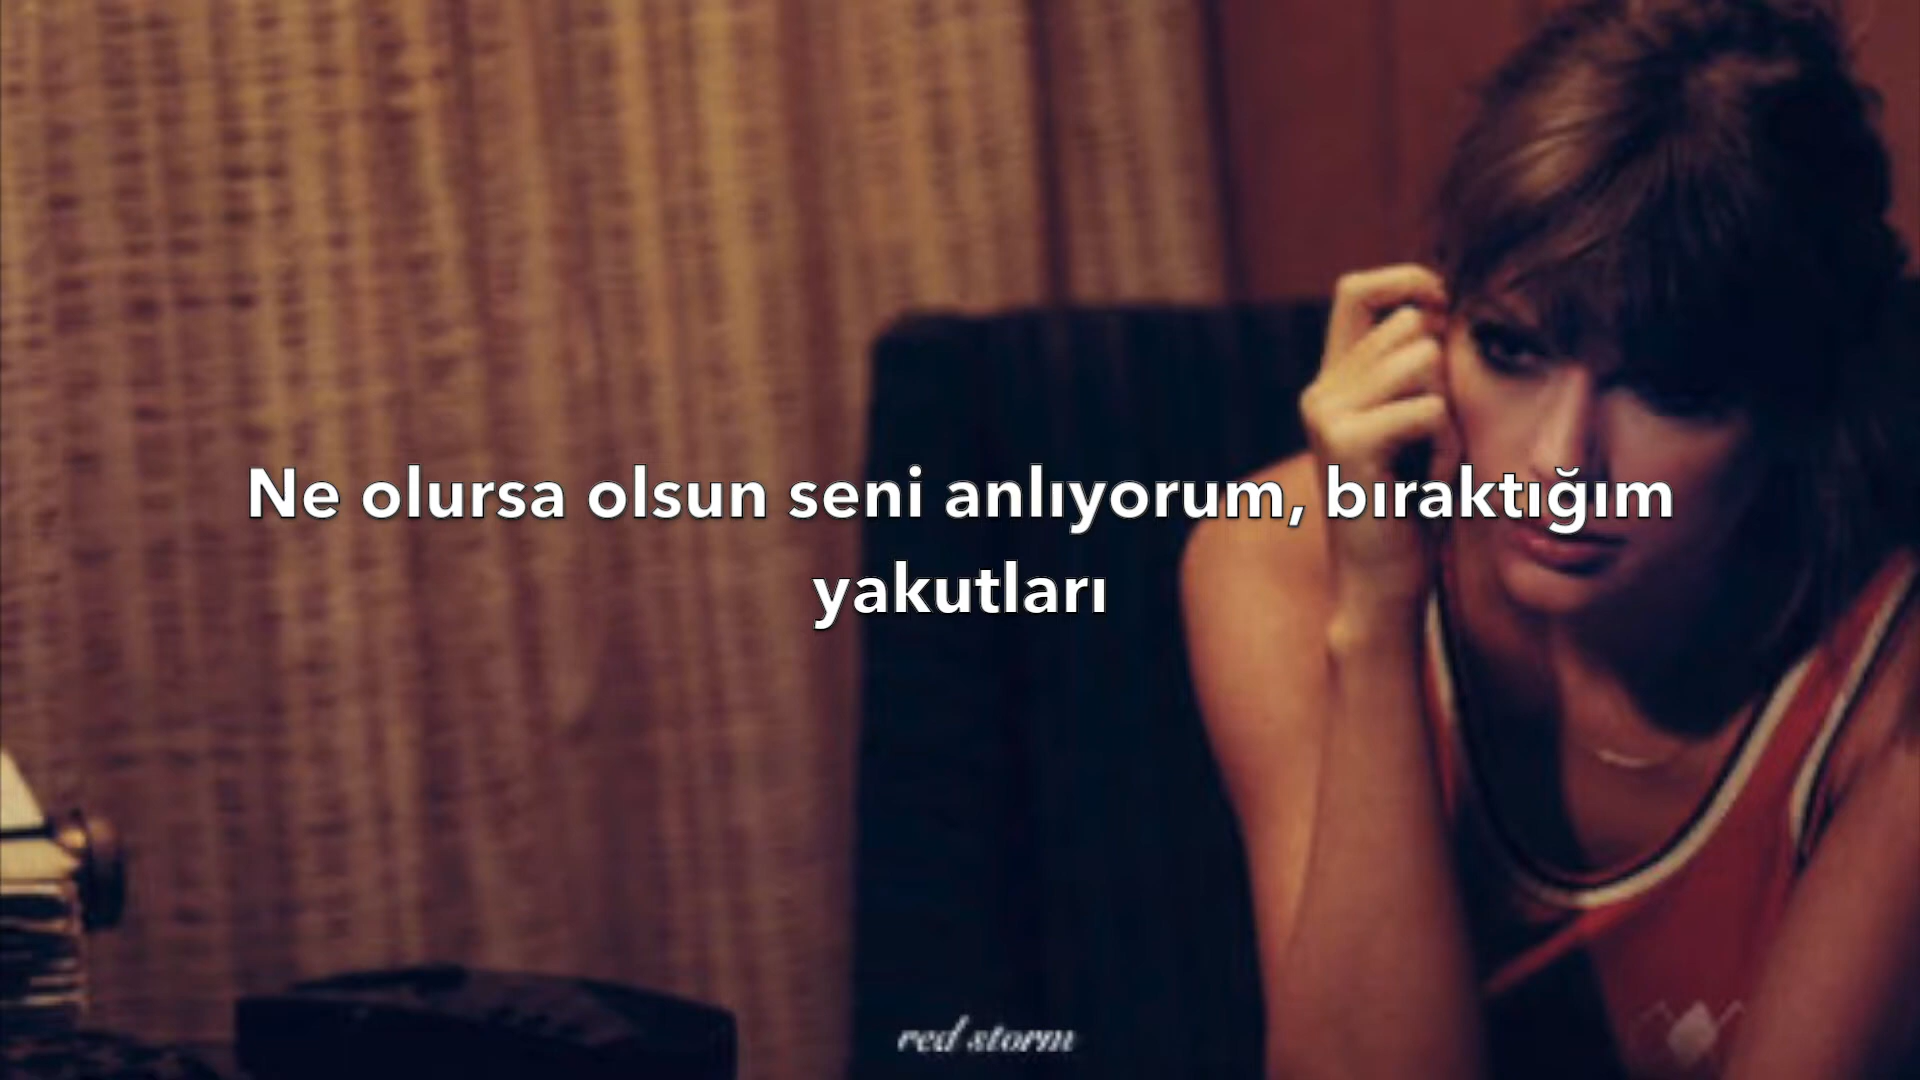 Ne olursa olsun seni anlıyorum, bıraktığım
yakutları
red storm